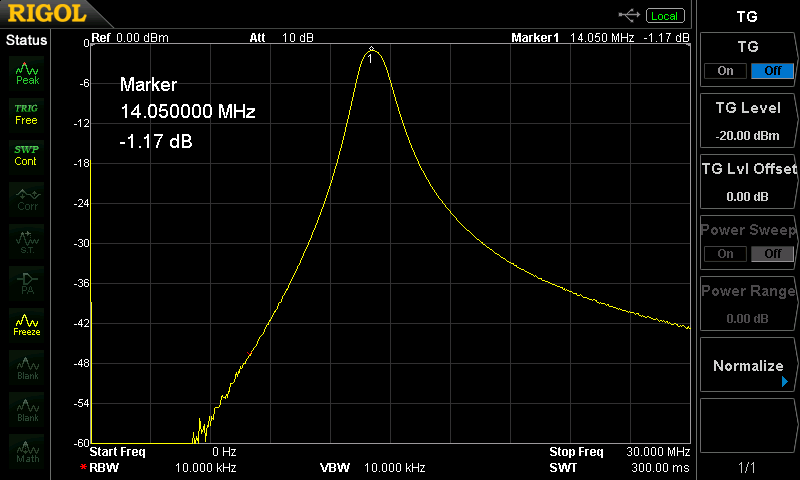 RIGOL
Local
TG
Status
Ref 0.00 dBm Att 10 dB Marker1 14.050 MHz -1.17 dB
TG
On Off
Peak
TRIG
Free
SWP
Cont
Corr
S.T.
PA
Freeze
Blank
Blank
Math
0
-6
-12
-18
-24
-30
-36
-42
-48
-54
-60
1
Marker
14.050000 MHz
-1.17 dB
TG Level
-20.00 dBm
TG Lvl Offset
0.00 dB
Power Sweep
On Off
Power Range
0.00 dB
Normalize
Start Freq 0 Hz Stop Freq 30.000 MHz
RBW 10.000 kHz VBW 10.000 kHz SWT 300.00 ms
1/1